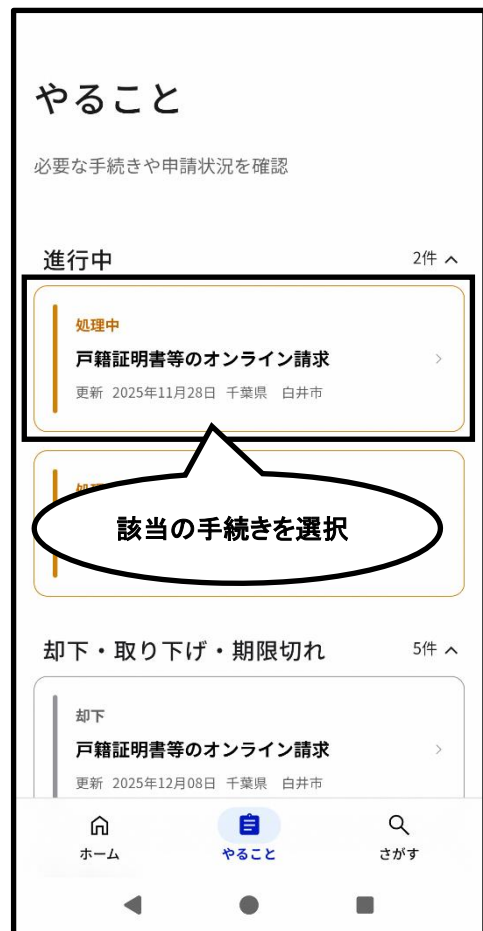 やること
必要な手続きや申請状況を確認
進行中 2件
処理中
戸籍証明書等のオンライン請求
更新 2025年11月28日 千葉県 白井市
該当の手続きを選択
却下・取り下げ・期限切れ 5件
却下
戸籍証明書等のオンライン請求
更新 2025年12月08日 千葉県 白井市
ホーム やること さがす